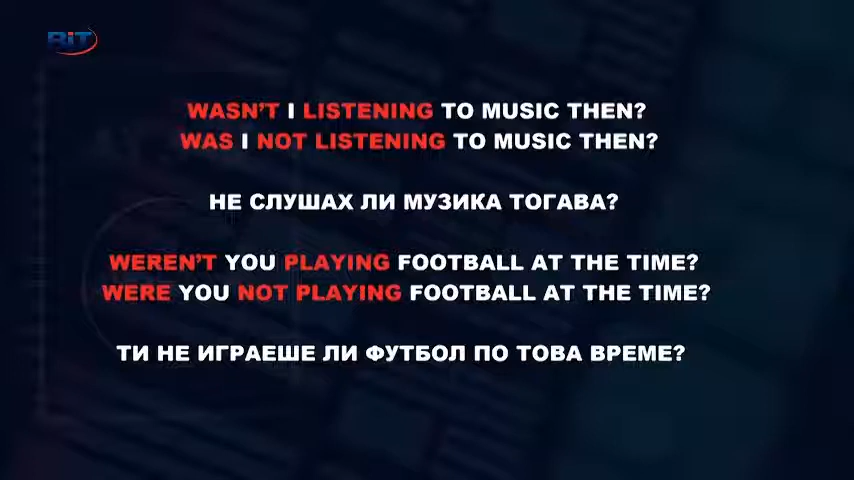 BiT
WASN'T I LISTENING TO MUSIC THEN?
WAS I NOT LISTENING TO MUSIC THEN?
НЕ СЛУШАХ ЛИ МУЗИКА ТОГАВА?
WEREN'T YOU PLAYING FOOTBALL AT THE TIME?
WERE YOU NOT PLAYING FOOTBALL AT THE TIME?
ТИ НЕ ИГРАЕШЕ ЛИ ФУТБОЛ ПО ТОВА ВРЕМЕ?